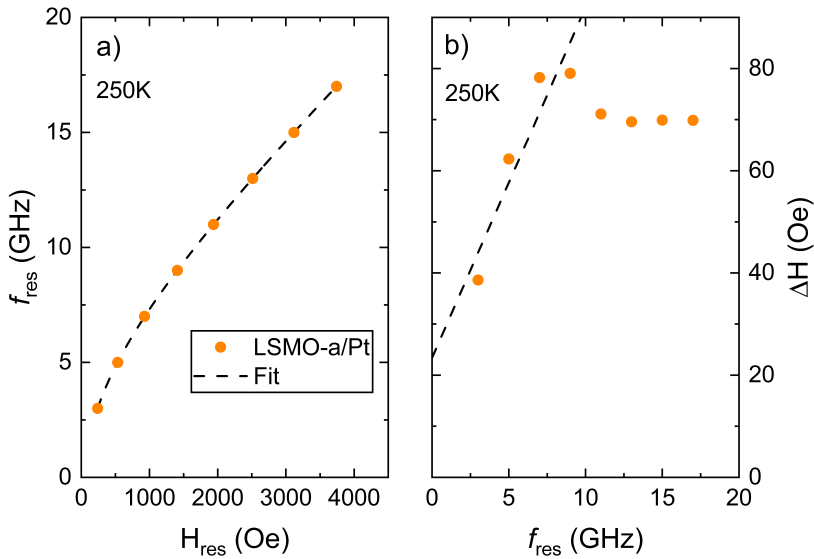 a)
250K
20
15
10
5
0
f_res (GHz)
LSMO-a/Pt
Fit
0 1000 2000 3000 4000
H_res (Oe)
b)
250K
80
60
40
20
0
ΔH (Oe)
0 5 10 15 20
f_res (GHz)